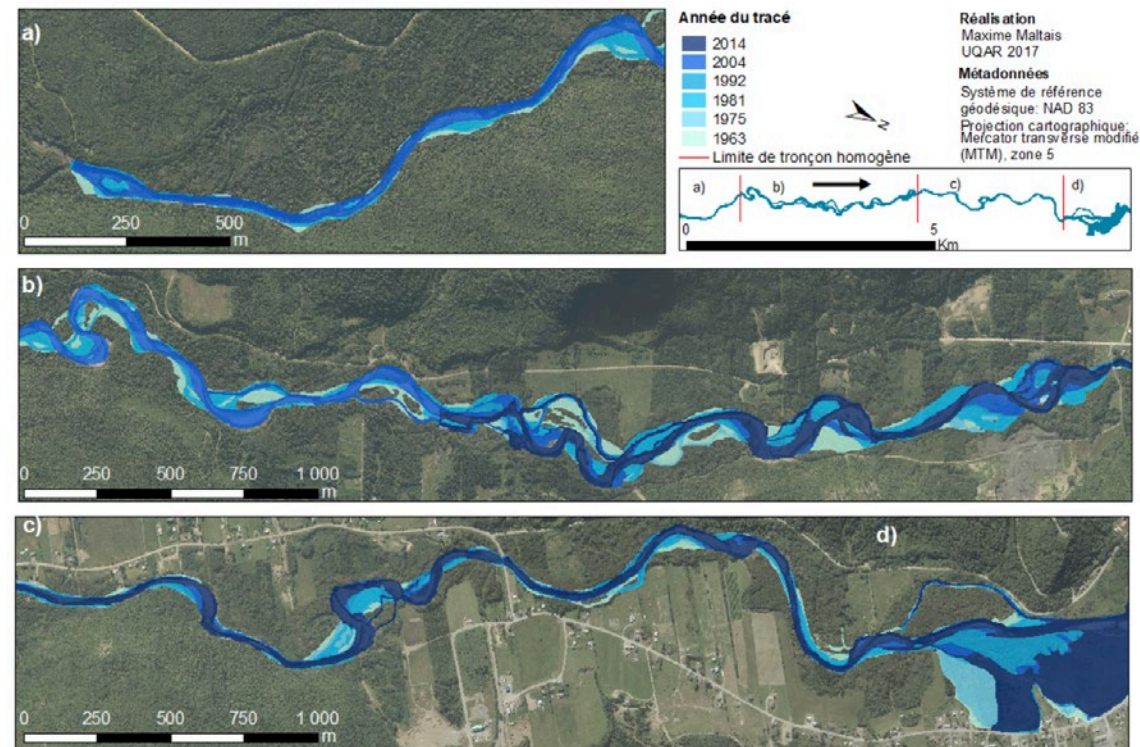 a)
0 250 500
m
Année du tracé
2014
2004
1992
1981
1975
1963
Limite de tronçon homogène
N
Réalisation
Maxime Maltais
UQAR 2017
Métadonnées
Système de référence
géodésique: NAD 83
Projection cartographique:
Mercator transverse modifié
(MTM), zone 5
a) b) c) d)
0 5
Km
b)
0 250 500 750 1 000
m
c) d)
0 250 500 750 1 000
m